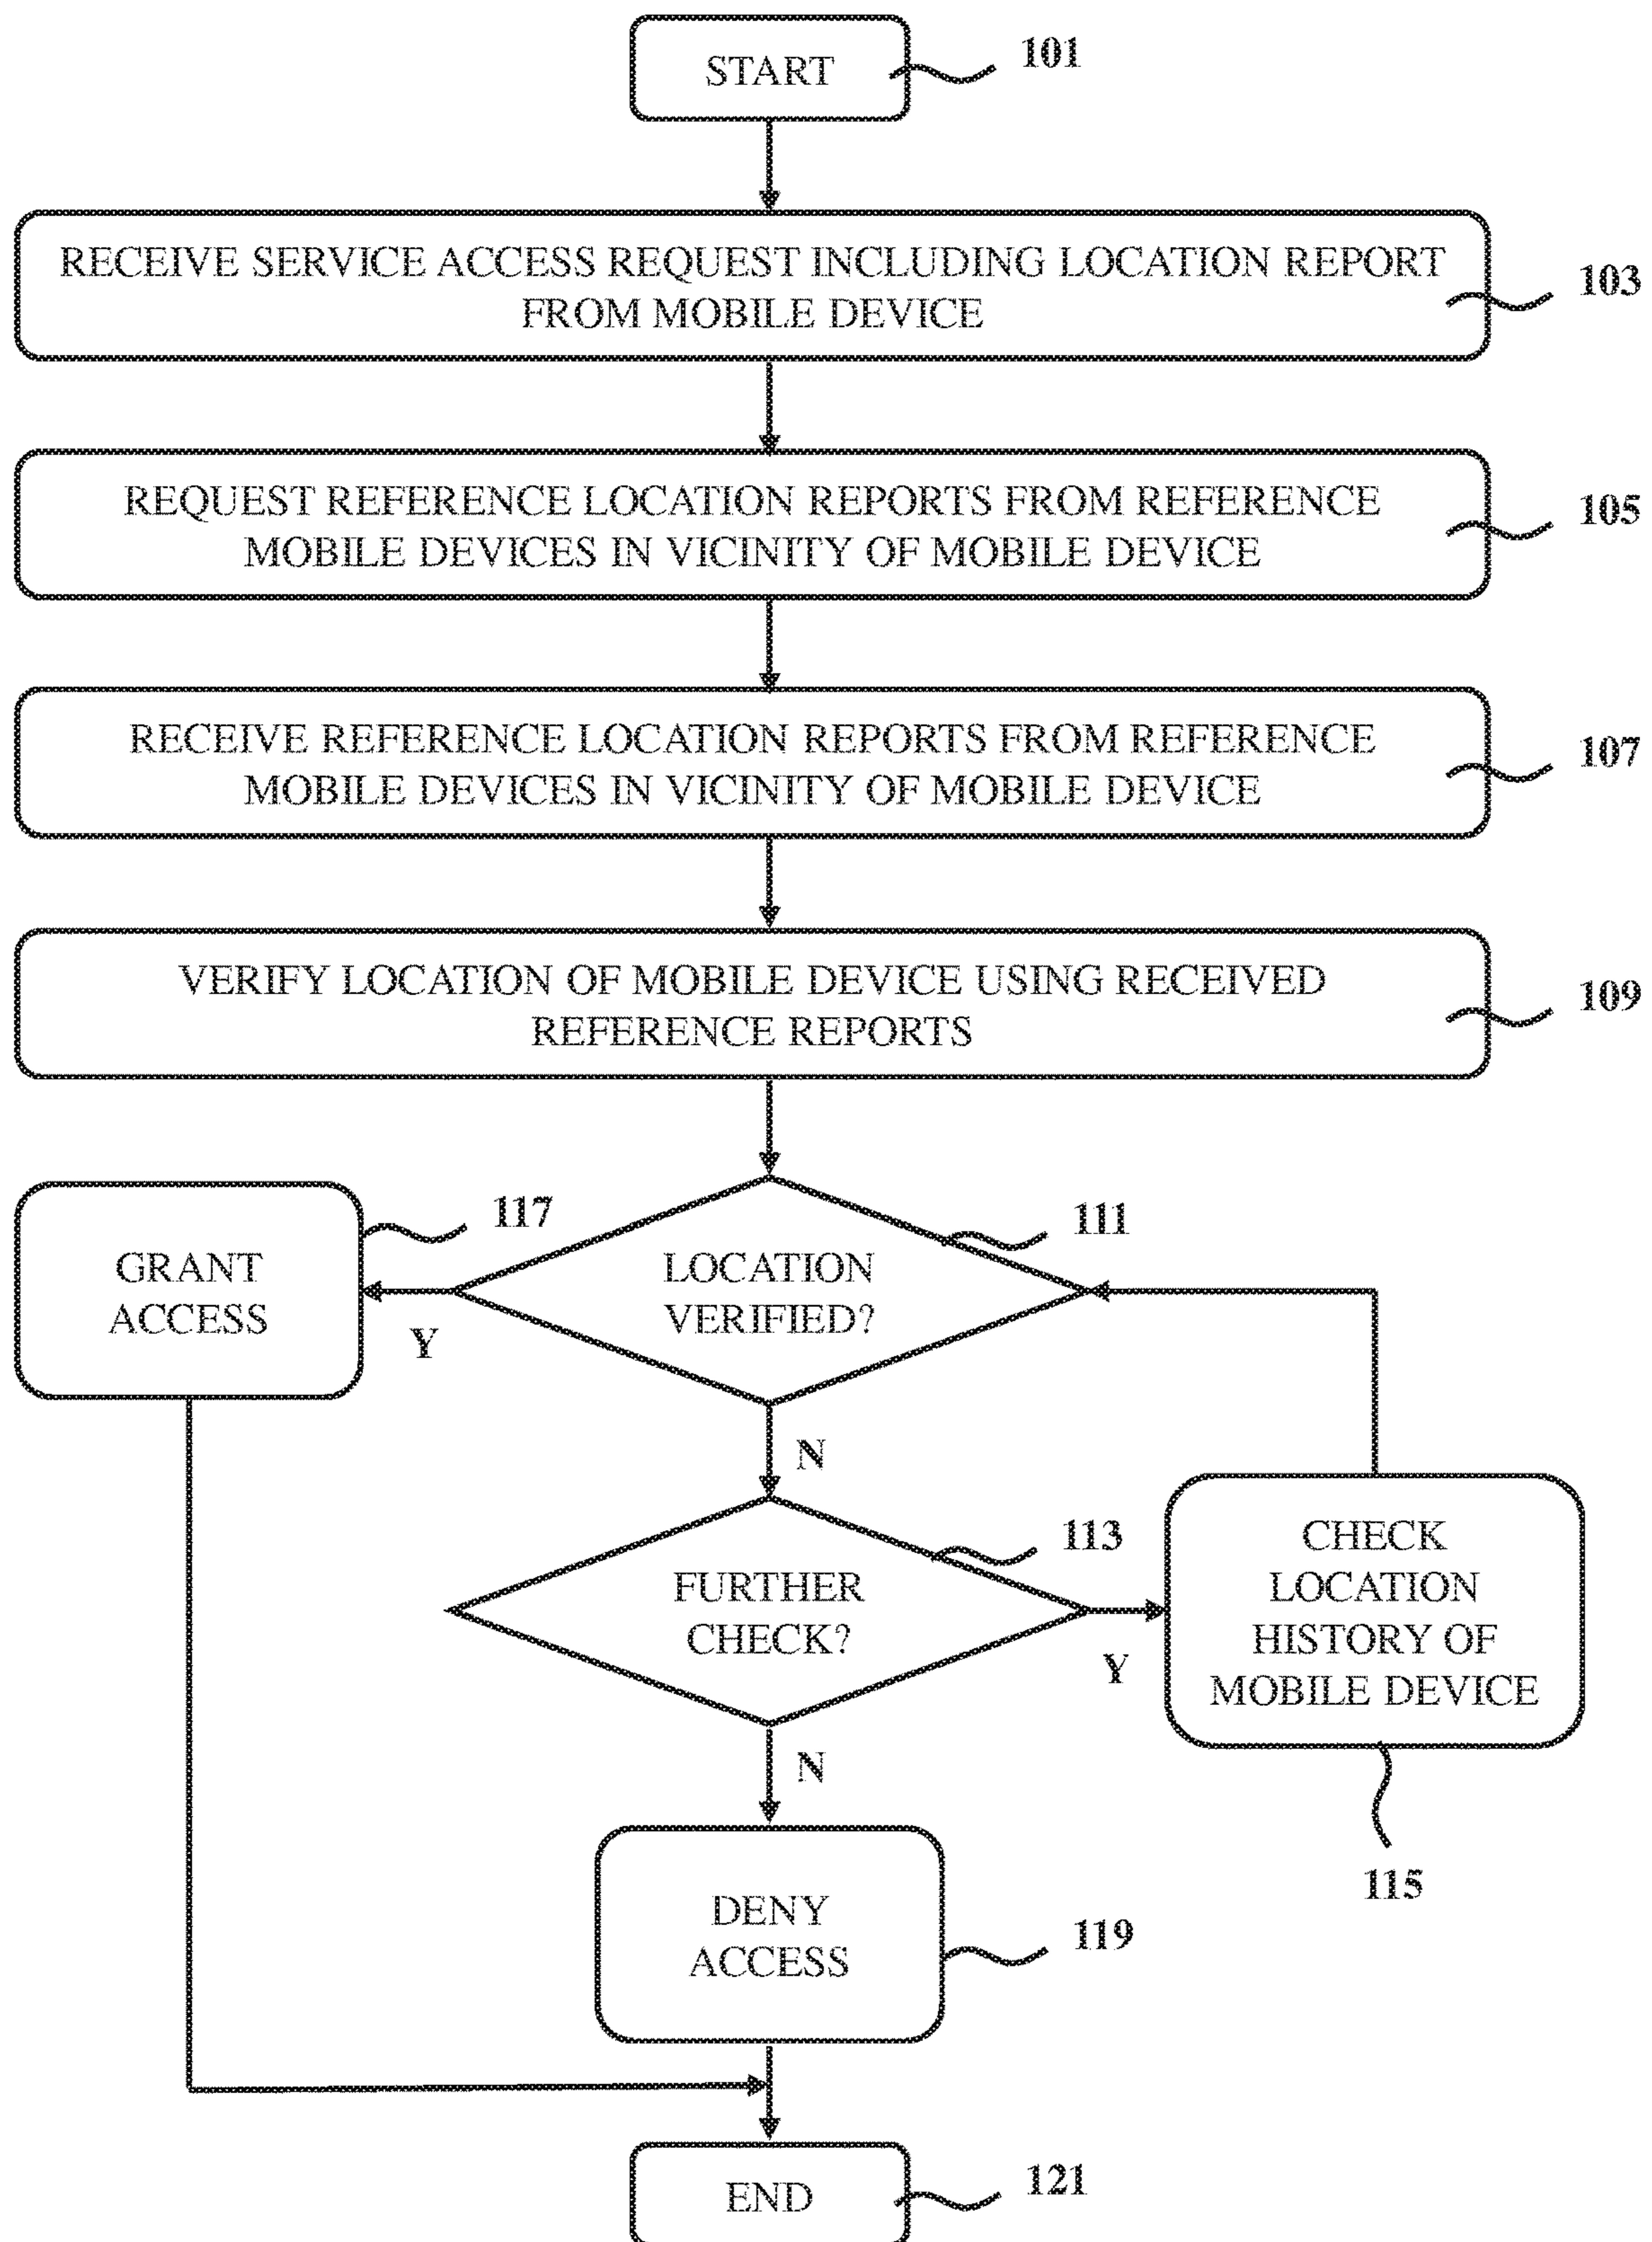 START
101
RECEIVE SERVICE ACCESS REQUEST INCLUDING LOCATION REPORT
FROM MOBILE DEVICE
103
REQUEST REFERENCE LOCATION REPORTS FROM REFERENCE
MOBILE DEVICES IN VICINITY OF MOBILE DEVICE
105
RECEIVE REFERENCE LOCATION REPORTS FROM REFERENCE
MOBILE DEVICES IN VICINITY OF MOBILE DEVICE
107
VERIFY LOCATION OF MOBILE DEVICE USING RECEIVED
REFERENCE REPORTS
109
117
GRANT
ACCESS
Y
111
LOCATION
VERIFIED?
N
113
FURTHER
CHECK?
Y
CHECK
LOCATION
HISTORY OF
MOBILE DEVICE
115
N
DENY
ACCESS
119
END
121